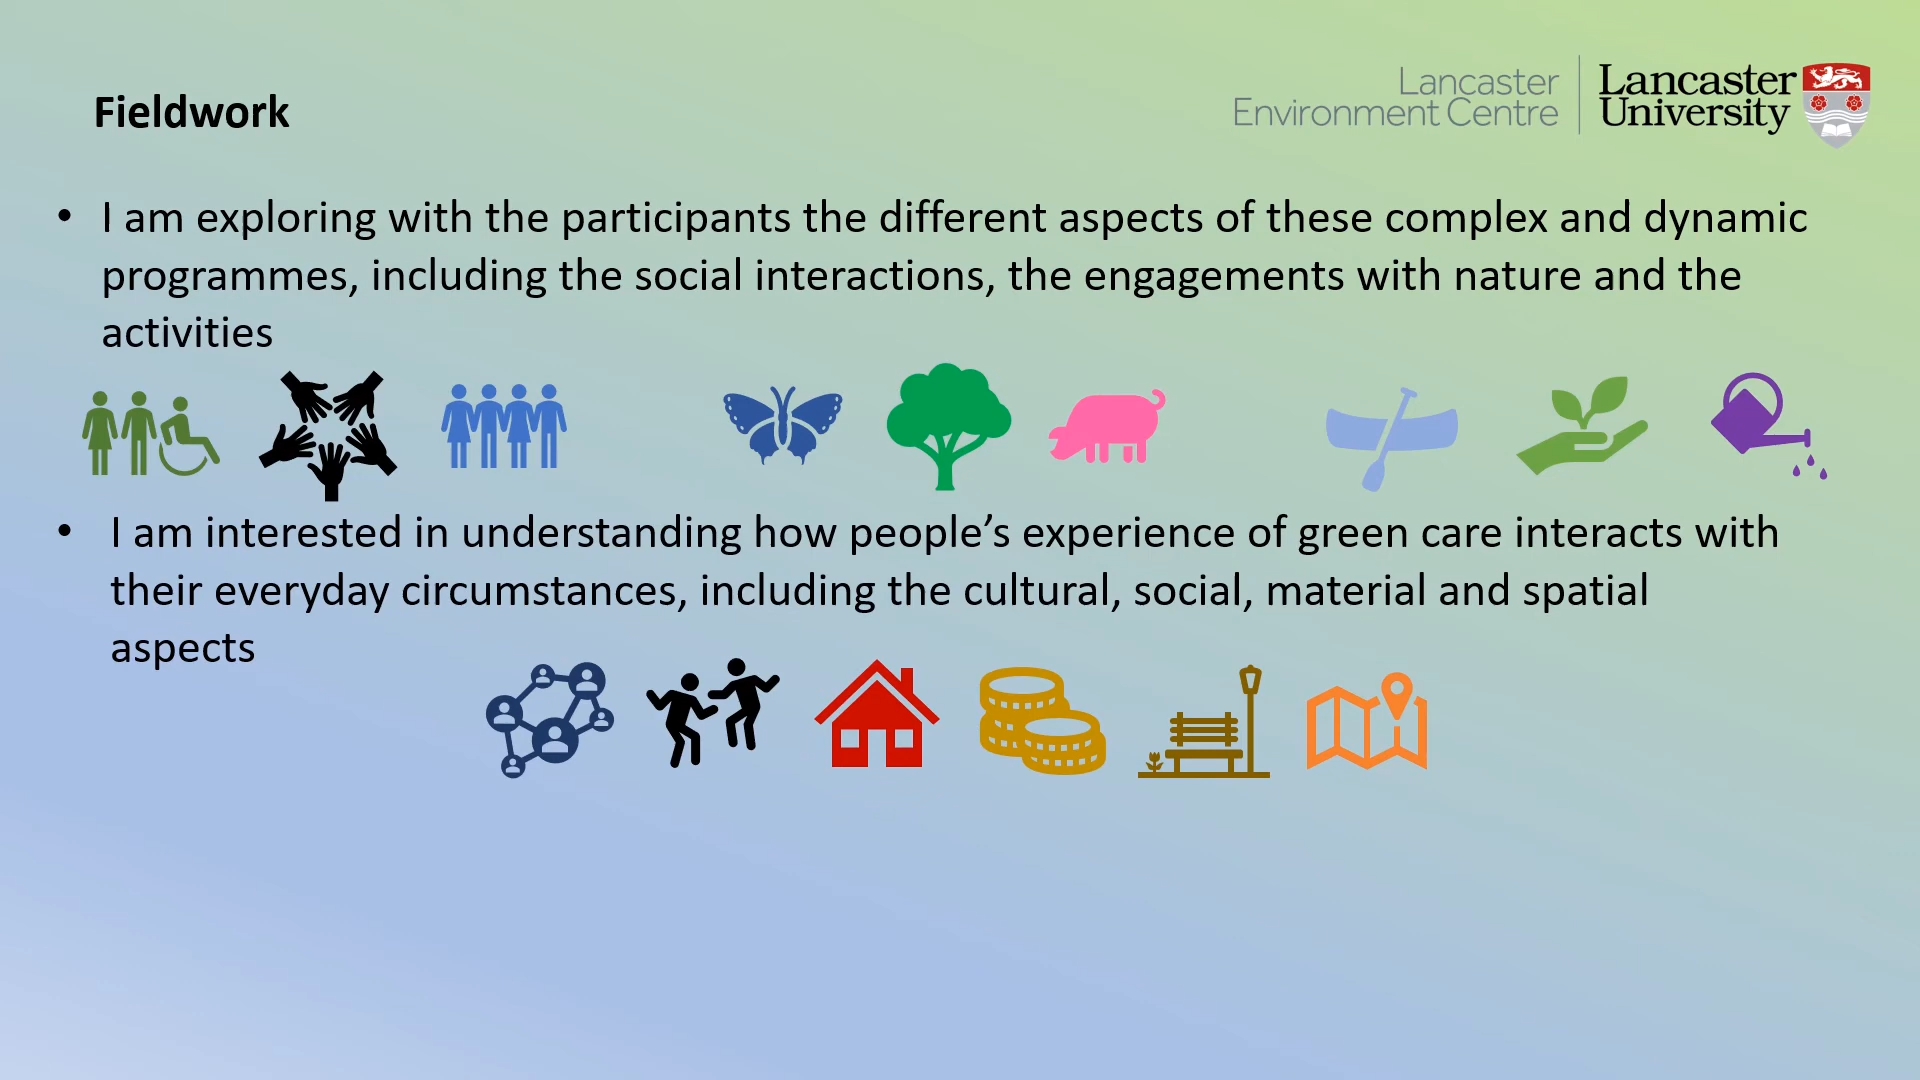 Fieldwork
Lancaster
Environment Centre
Lancaster
University
• I am exploring with the participants the different aspects of these complex and dynamic
programmes, including the social interactions, the engagements with nature and the
activities
• I am interested in understanding how people’s experience of green care interacts with
their everyday circumstances, including the cultural, social, material and spatial
aspects